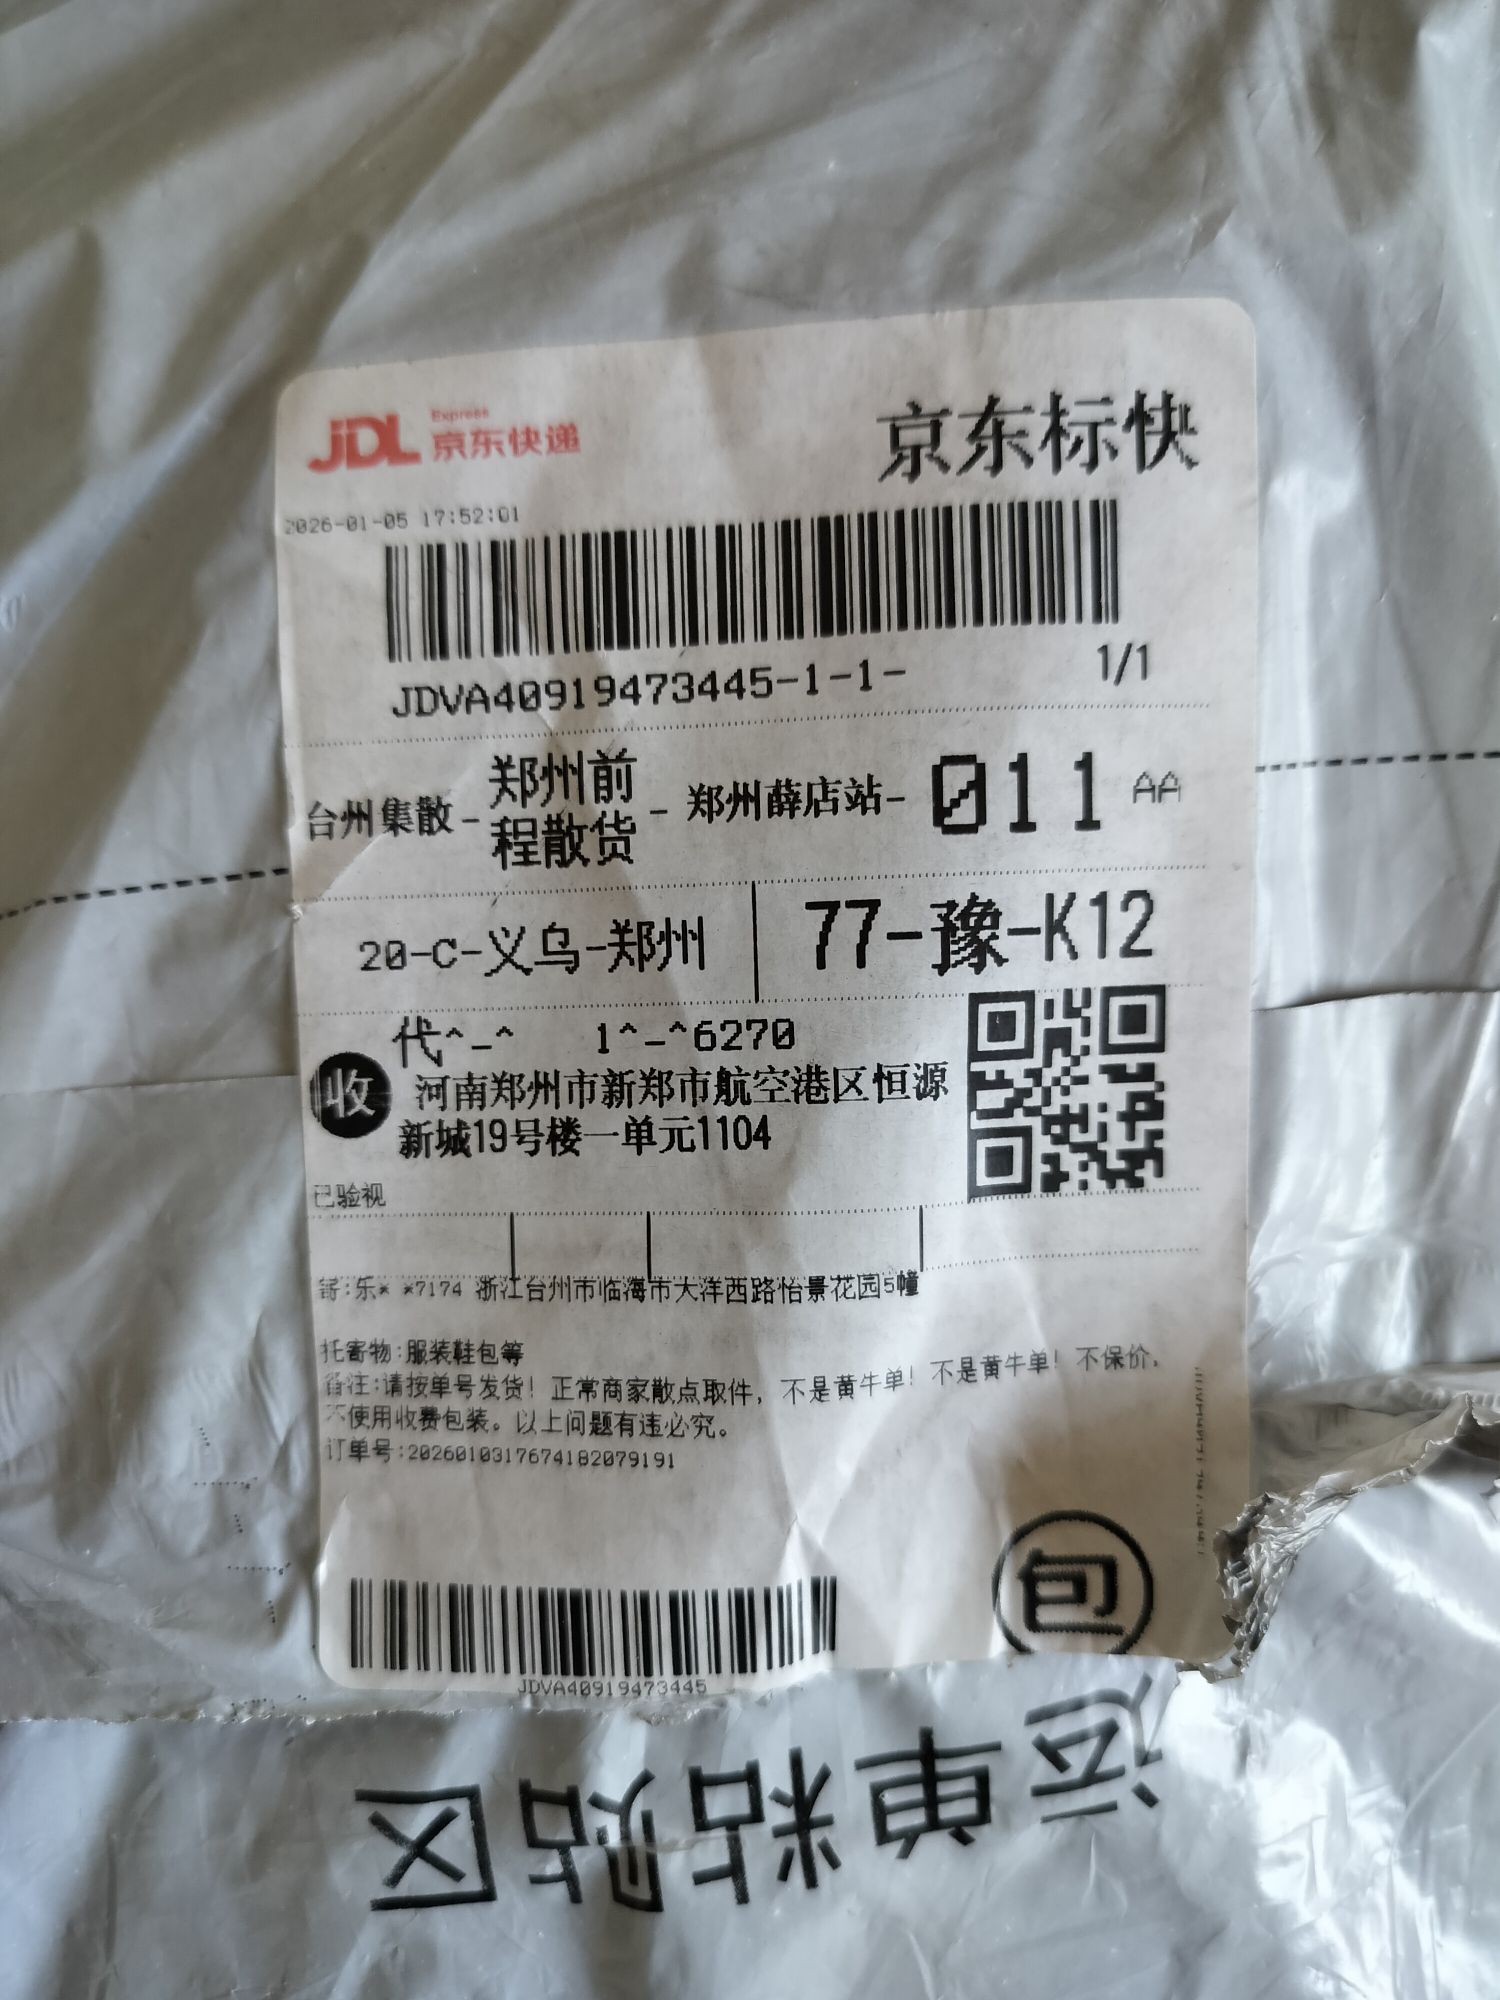 JDL Express
京东快递
京东标快
2026-01-05 17:52:01
JDVA40919473445-1-1-
1/1
台州集散-郑州前程散货-郑州薛店站-011 AA
20-C-义乌-郑州
77-豫-K12
代^_^ 1^_^6270
收
河南郑州市新郑市航空港区恒源
新城19号楼一单元1104
已验视
寄:乐* *7174 浙江台州市临海市大洋西路怡景花园5幢
托寄物:服装鞋包等
备注:请按单号发货！正常商家散点取件，不是黄牛单！不是黄牛单！不保价，
不使用收费包装。以上问题有违必究。
订单号:20260103176741820791​91
包
JDVA40919473445
运单粘贴区